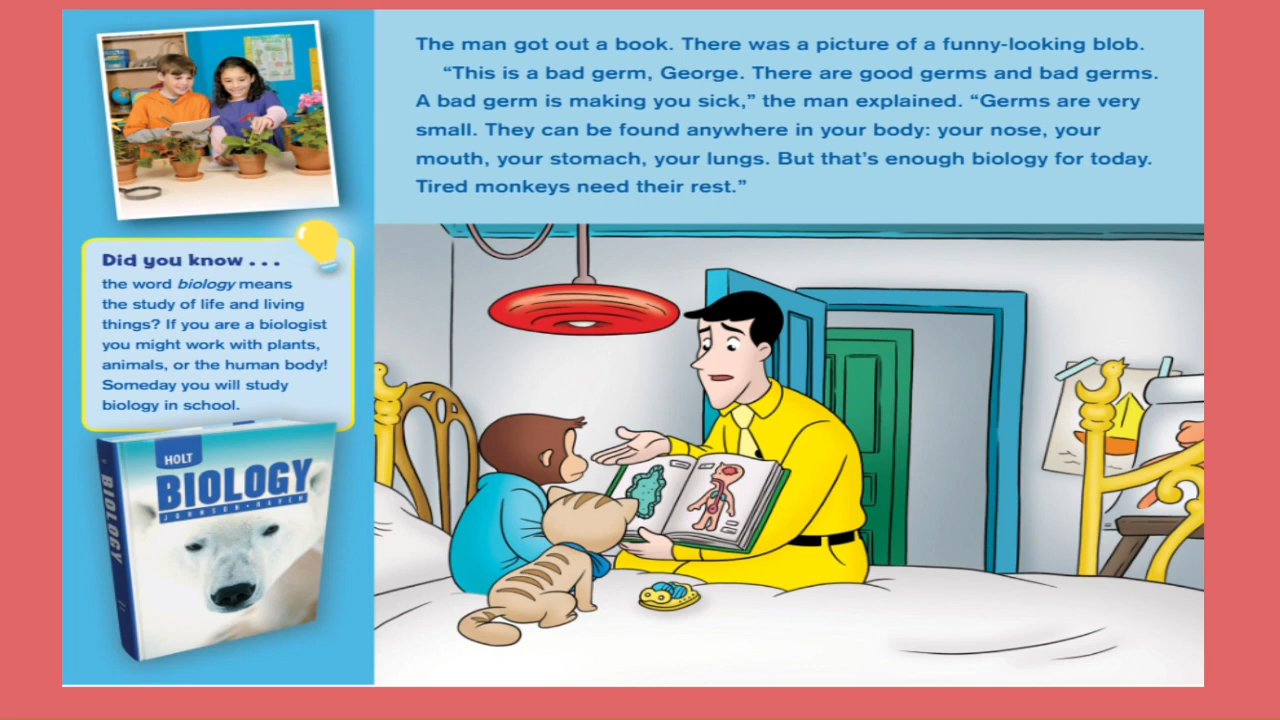 The man got out a book. There was a picture of a funny-looking blob.
“This is a bad germ, George. There are good germs and bad germs.
A bad germ is making you sick,” the man explained. “Germs are very
small. They can be found anywhere in your body: your nose, your
mouth, your stomach, your lungs. But that’s enough biology for today.
Tired monkeys need their rest.”
Did you know . . .
the word biology means
the study of life and living
things? If you are a biologist
you might work with plants,
animals, or the human body!
Someday you will study
biology in school.
HOLT
BIOLOGY
JOHNSON • RAVEN
BIOLOGY